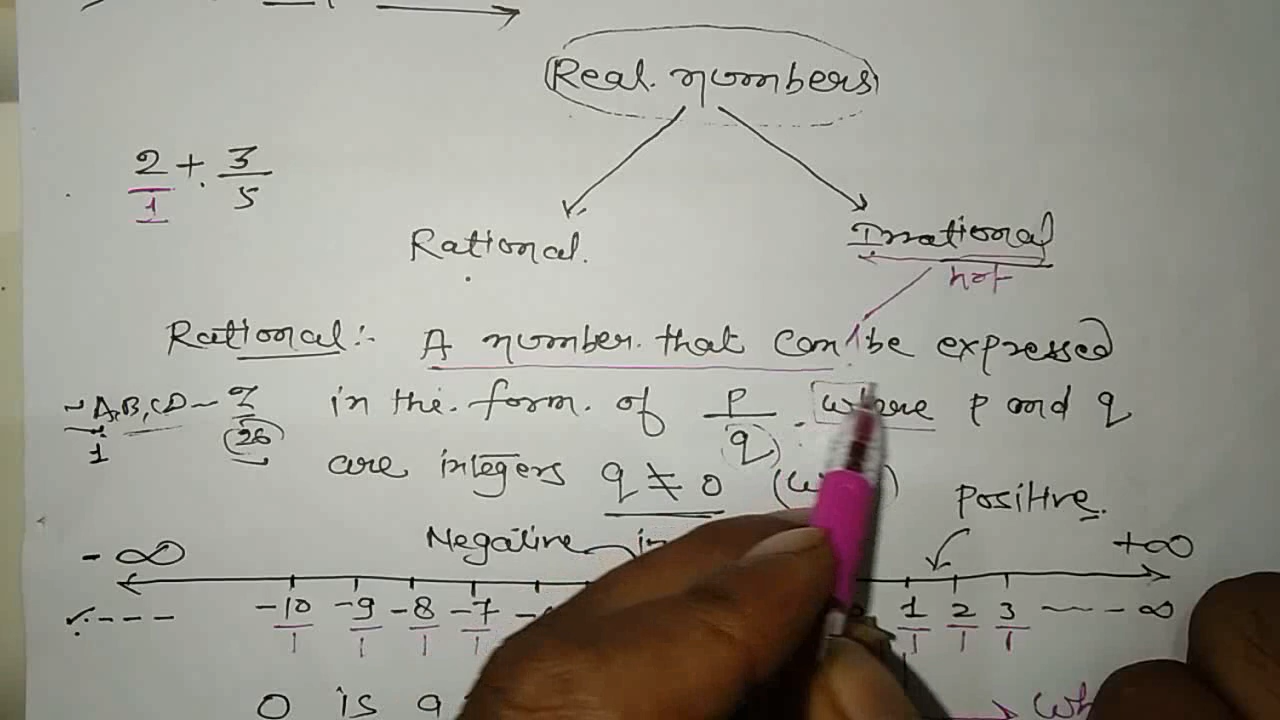 Real numbers
2/1 + 3/5
Rational.
Irrational
not
Rational:- A number that can be expressed
~A,B,CD~ Z
in the form of P/q where p and q
1
26
are integers q ≠ 0
Positive.
-∞
Negative
+∞
-10 -9 -8 -7 1 2 3 ---- ∞
1 1 1 1 1 1 1
0 is a